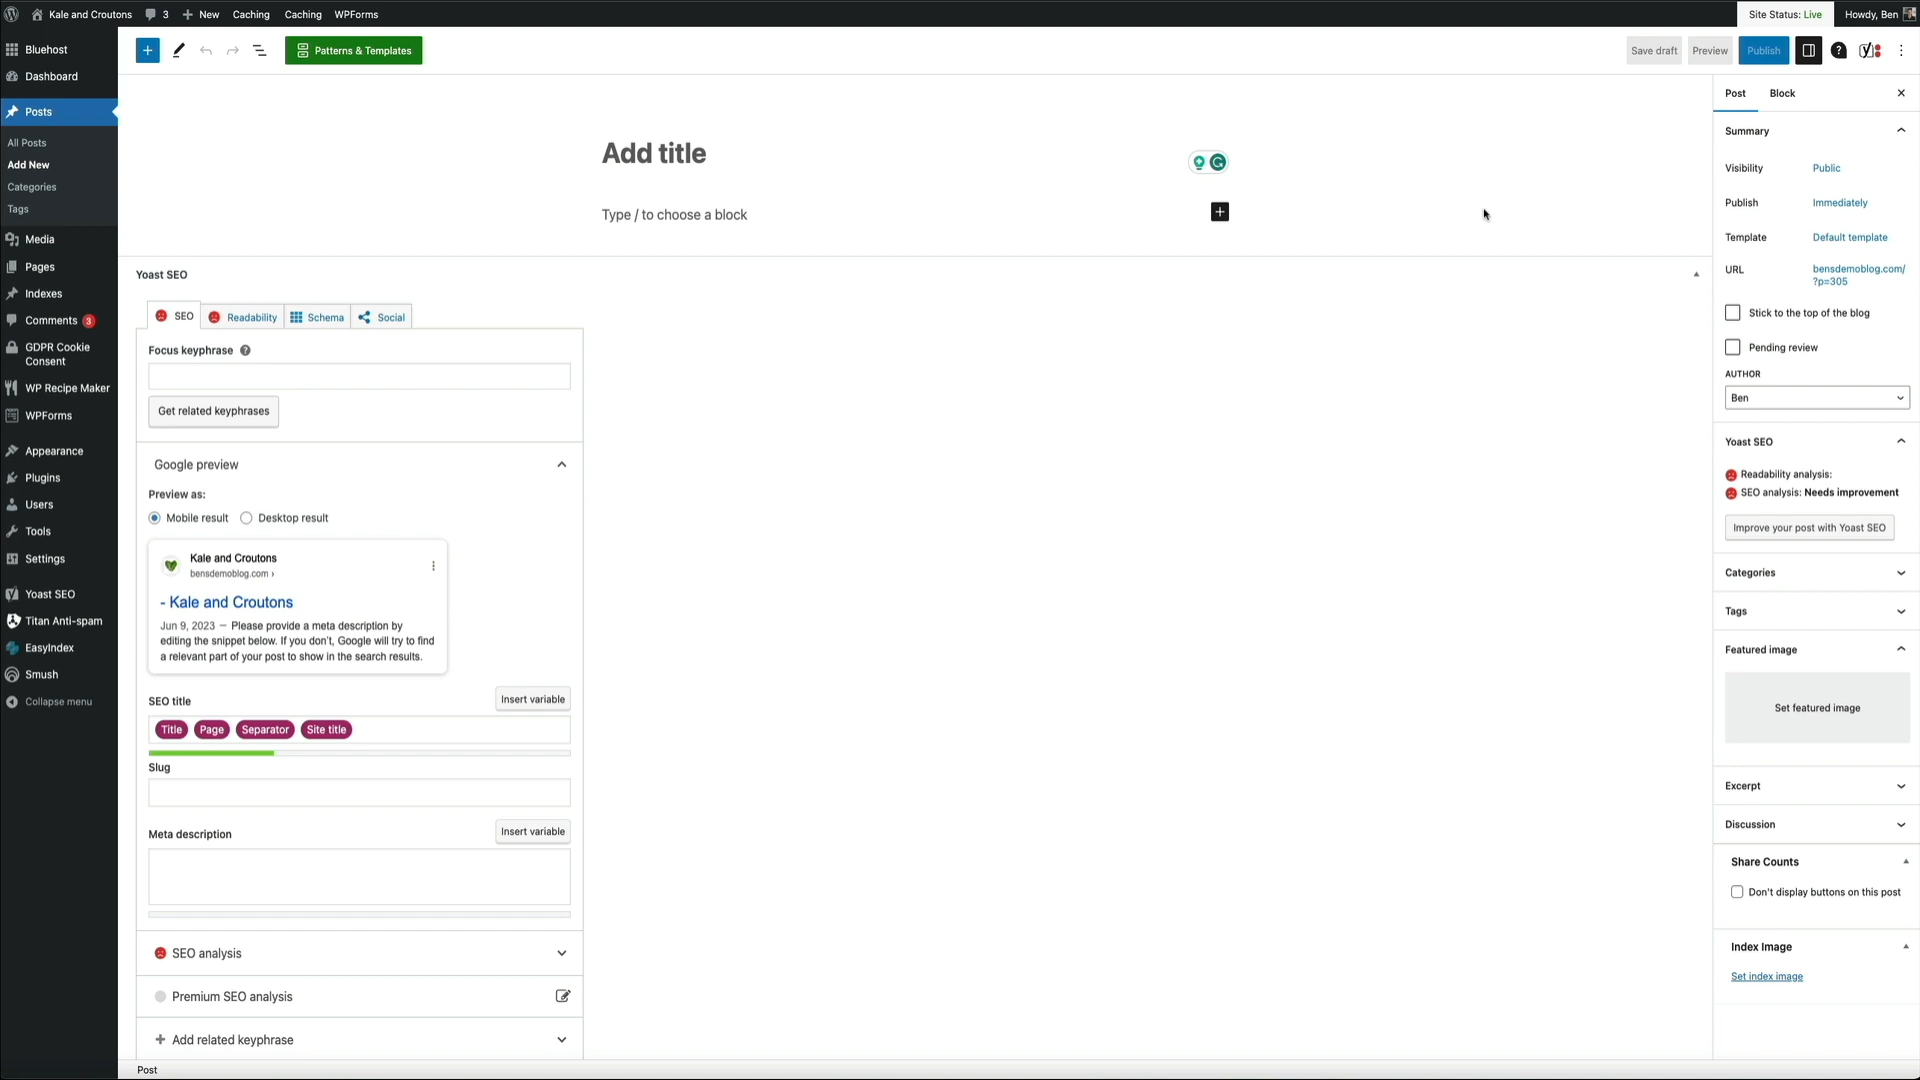 Kale and Croutons
3
New
Caching
Caching
WPForms
Site Status: Live
Howdy, Ben
Bluehost
Dashboard
Posts
All Posts
Add New
Categories
Tags
Media
Pages
Indexes
Comments 3
GDPR Cookie
Consent
WP Recipe Maker
WPForms
Appearance
Plugins
Users
Tools
Settings
Yoast SEO
Titan Anti-spam
EasyIndex
Smush
Collapse menu
Patterns & Templates
Save draft
Preview
Publish
Add title
Type / to choose a block
Yoast SEO
SEO
Readability
Schema
Social
Focus keyphrase
Get related keyphrases
Google preview
Preview as:
Mobile result
Desktop result
Kale and Croutons
bensdemoblog.com ›
- Kale and Croutons
Jun 9, 2023 － Please provide a meta description by
editing the snippet below. If you don't, Google will try to find
a relevant part of your post to show in the search results.
SEO title
Insert variable
Title
Page
Separator
Site title
Slug
Meta description
Insert variable
SEO analysis
Premium SEO analysis
Add related keyphrase
Post
Post
Block
Summary
Visibility
Public
Publish
Immediately
Template
Default template
URL
bensdemoblog.com/
?p=305
Stick to the top of the blog
Pending review
AUTHOR
Ben
Yoast SEO
Readability analysis:
SEO analysis: Needs improvement
Improve your post with Yoast SEO
Categories
Tags
Featured image
Set featured image
Excerpt
Discussion
Share Counts
Don't display buttons on this post
Index Image
Set index image